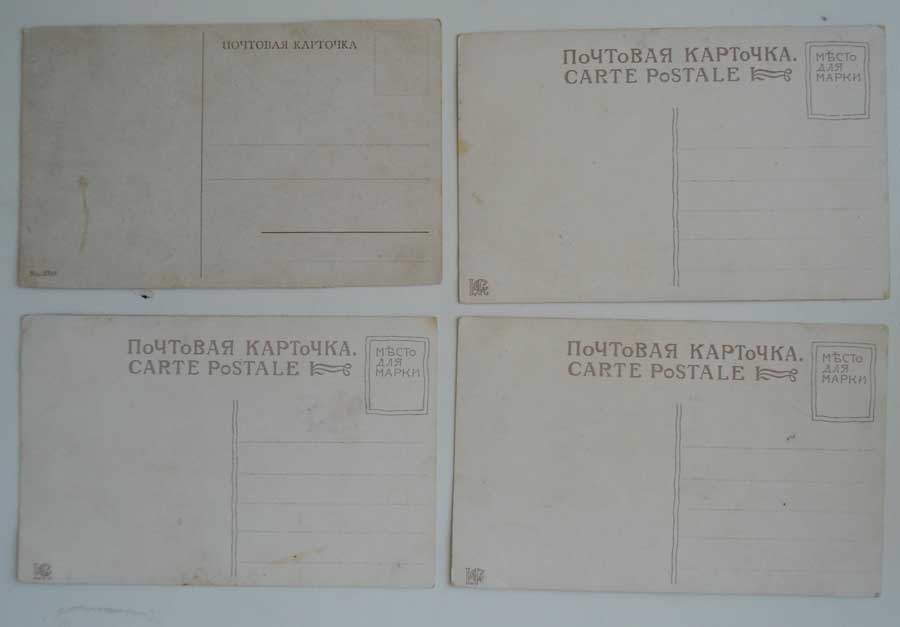 ПОЧТОВАЯ КАРТОЧКА
ПОЧТОВАЯ КАРТОЧКА.
CARTE POSTALE
МѢСТО
ДЛЯ
МАРКИ
ПОЧТОВАЯ КАРТОЧКА.
CARTE POSTALE
МѢСТО
ДЛЯ
МАРКИ
ПОЧТОВАЯ КАРТОЧКА.
CARTE POSTALE
МѢСТО
ДЛЯ
МАРКИ